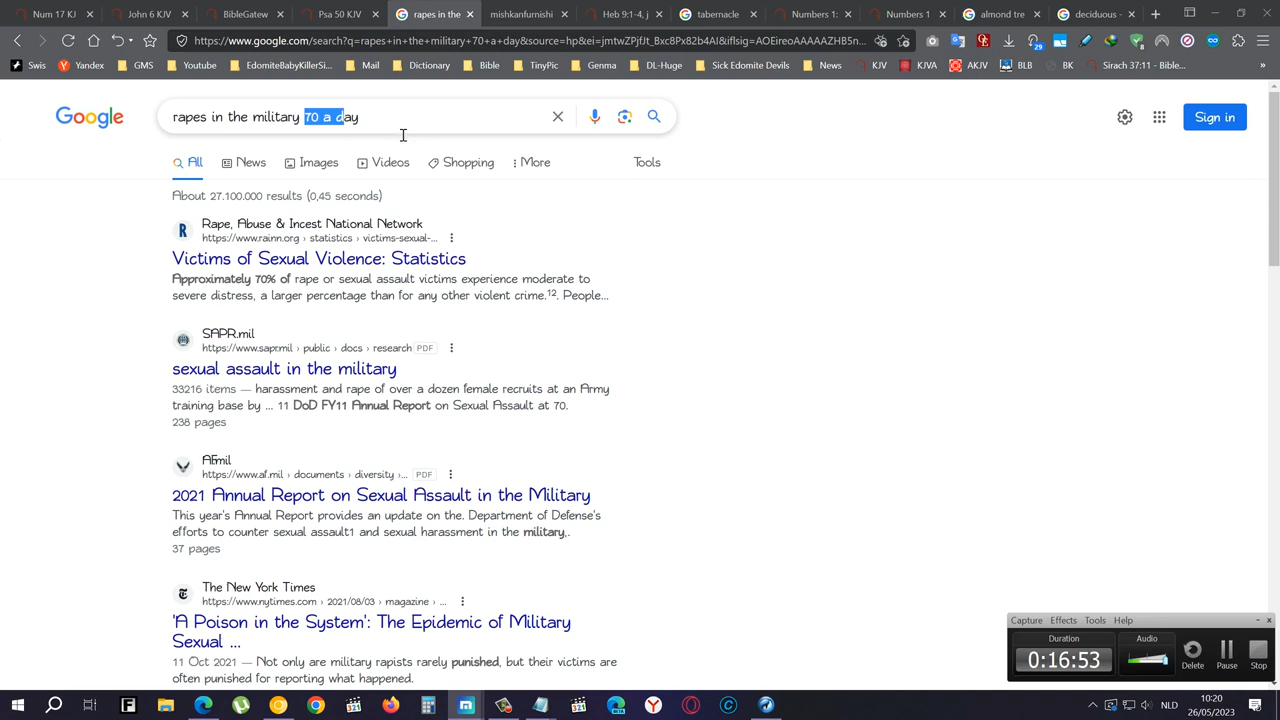 Num 17 KJ
John 6 KJV
BibleGatew
Psa 50 KJV
rapes in the
mishkanfurnishi
Heb 9:1-4, j
tabernacle
Numbers 1:
Numbers 1
almond tre
deciduous -
https://www.google.com/search?q=rapes+in+the+military+70+a+day&source=hp&ei=jmtwZPjfJt_Bxc8Px82b4AI&iflsig=AOEireoAAAAAZHB5n...
Swis
Yandex
GMS
Youtube
EdomiteBabyKillerSi...
Mail
Dictionary
Bible
TinyPic
Genma
DL-Huge
Sick Edomite Devils
News
KJV
KJVA
AKJV
BLB
BK
Sirach 37:11 - Bible...
»
Google
rapes in the military 70 a day
Sign in
All
News
Images
Videos
Shopping
More
Tools
About 27.100.000 results (0,45 seconds)
R
Rape, Abuse & Incest National Network
https://www.rainn.org › statistics › victims-sexual-...
Victims of Sexual Violence: Statistics
Approximately 70% of rape or sexual assault victims experience moderate to
severe distress, a larger percentage than for any other violent crime.¹². People...
SAPR.mil
https://www.sapr.mil › public › docs › research PDF
sexual assault in the military
33216 items — harassment and rape of over a dozen female recruits at an Army
training base by ... 11 DoD FY11 Annual Report on Sexual Assault at 70.
238 pages
AF.mil
https://www.af.mil › documents › diversity ›... PDF
2021 Annual Report on Sexual Assault in the Military
This year's Annual Report provides an update on the. Department of Defense's
efforts to counter sexual assault1 and sexual harassment in the military,.
37 pages
The New York Times
https://www.nytimes.com › 2021/08/03 › magazine › ...
'A Poison in the System': The Epidemic of Military
Sexual ...
11 Oct 2021 — Not only are military rapists rarely punished, but their victims are
often punished for reporting what happened.
Capture Effects Tools Help
Duration
0:16:53
Audio
Delete
Pause
Stop
NLD
10:20
26/05/2023